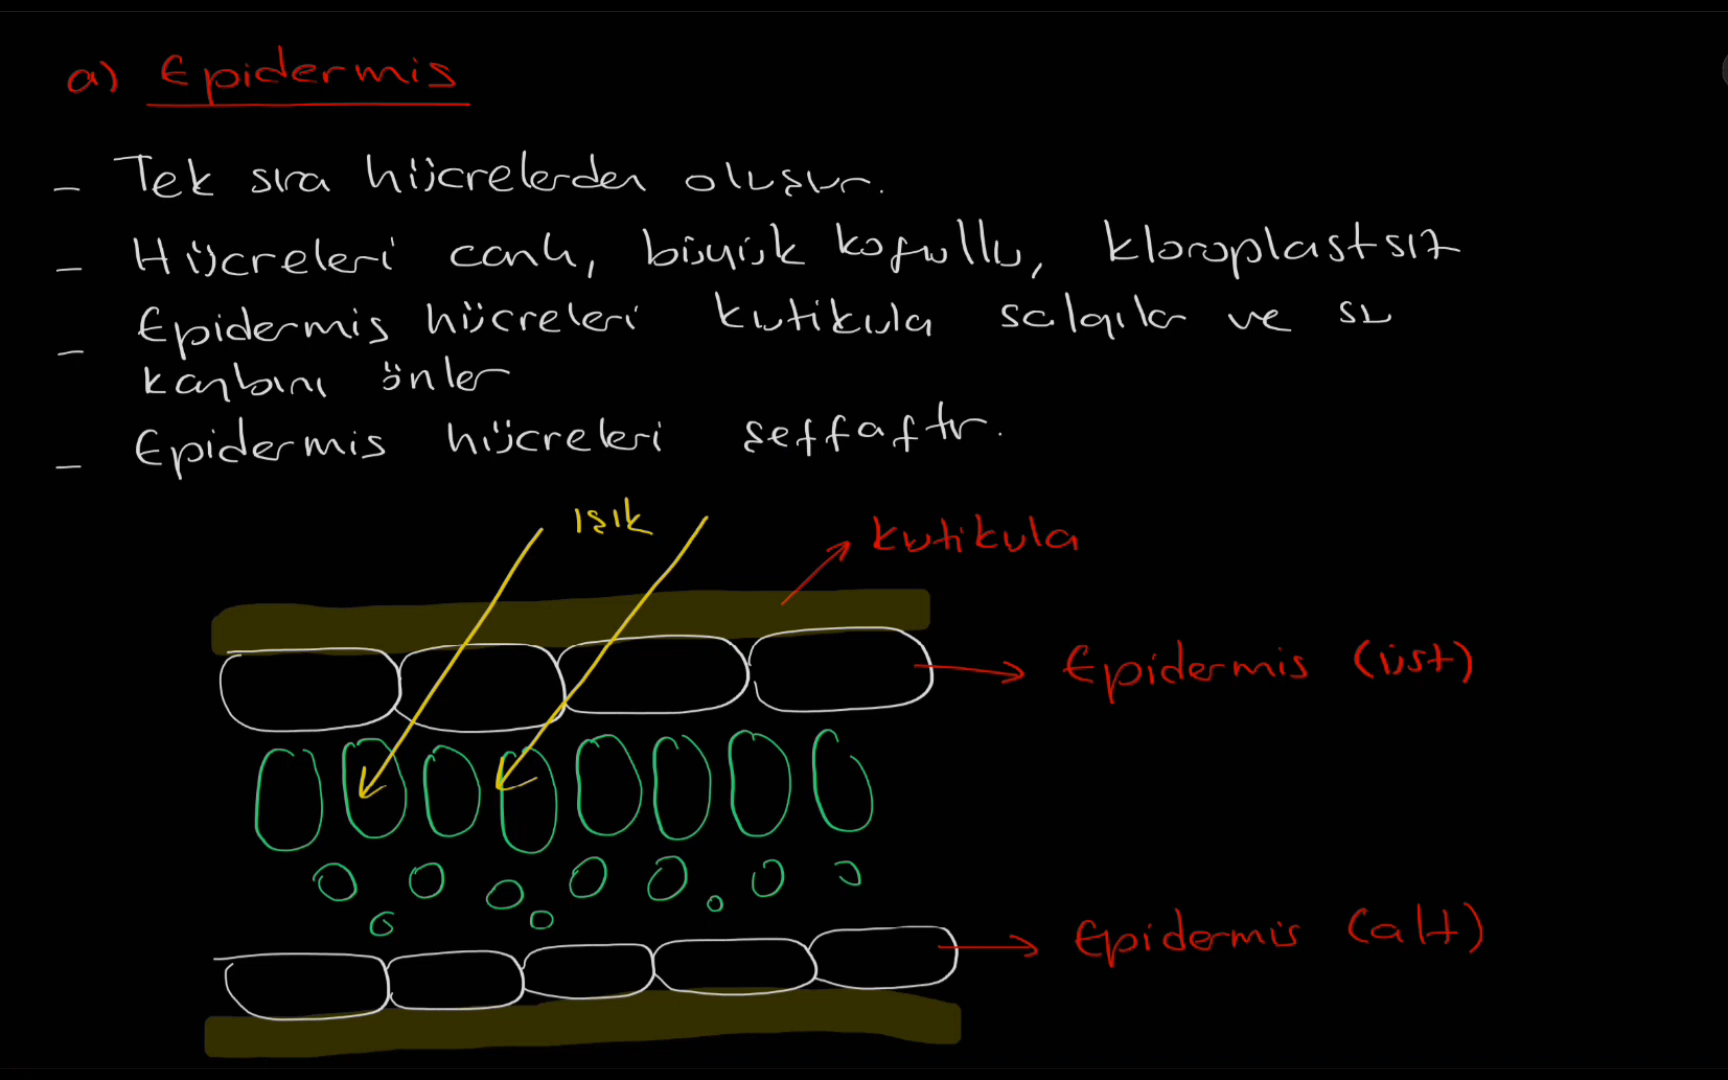 a) Epidermis
- Tek sıra hücrelerden oluşur.
- Hücreleri canlı, büyük kofullu, kloroplastsız
- Epidermis hücreleri kutikula salgılar ve su
kaybını önler
- Epidermis hücreleri şeffaftır.
Işık
Kutikula
Epidermis (üst)
Epidermis (alt)